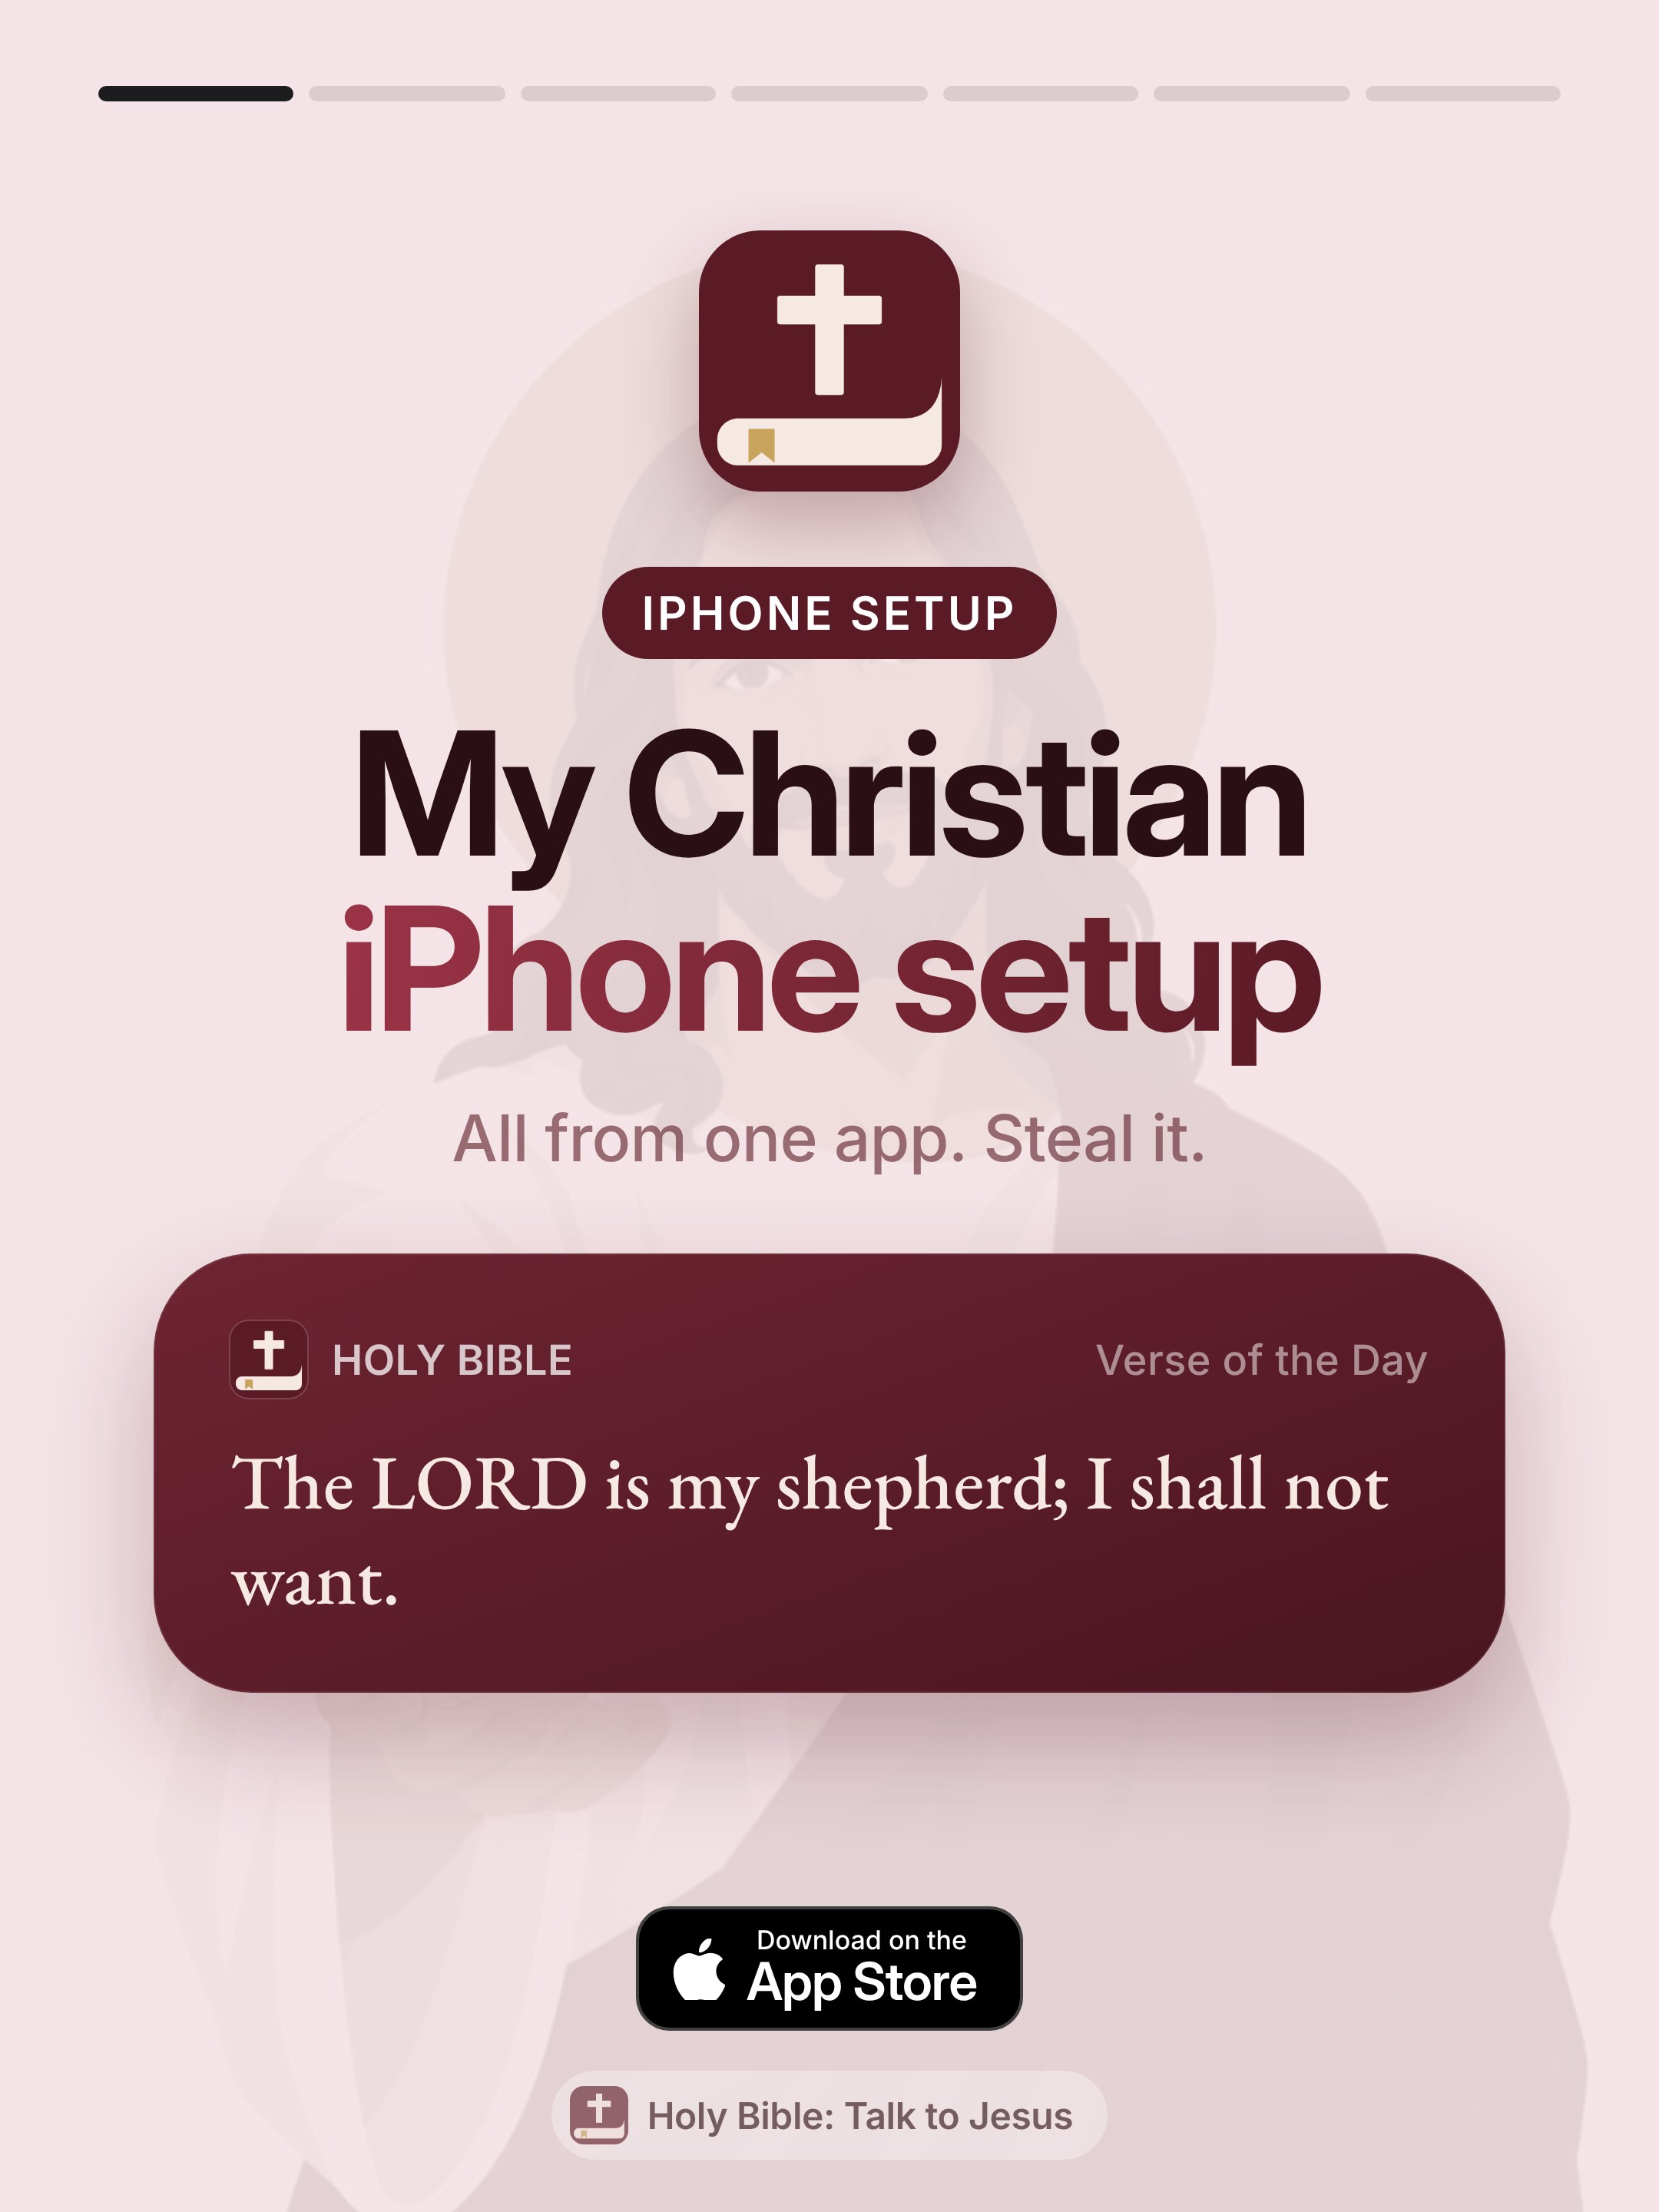 IPHONE SETUP
My Christian
iPhone setup
All from one app. Steal it.
HOLY BIBLE
Verse of the Day
The LORD is my shepherd; I shall not
want.
Download on the
App Store
Holy Bible: Talk to Jesus